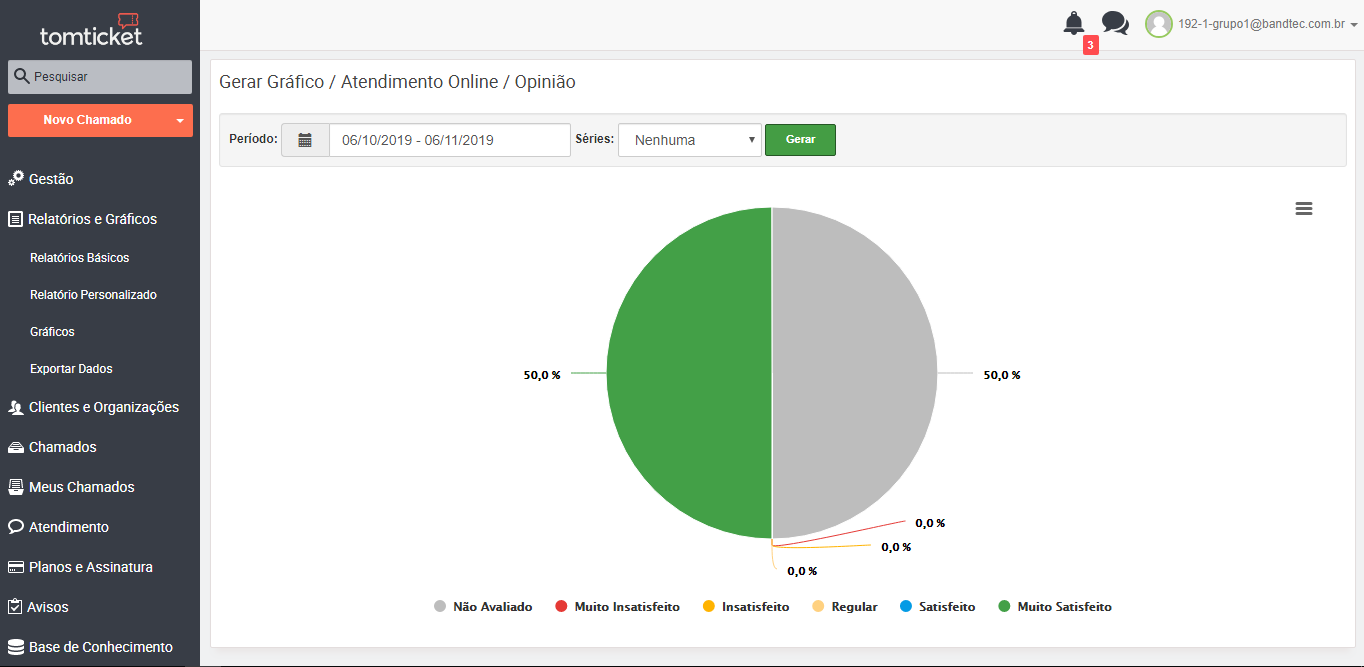 tomticket
Pesquisar
Novo Chamado
Gestão
Relatórios e Gráficos
Relatórios Básicos
Relatório Personalizado
Gráficos
Exportar Dados
Clientes e Organizações
Chamados
Meus Chamados
Atendimento
Planos e Assinatura
Avisos
Base de Conhecimento
3
192-1-grupo1@bandtec.com.br
Gerar Gráfico / Atendimento Online / Opinião
Período: 06/10/2019 - 06/11/2019 Séries: Nenhuma Gerar
50,0 % 50,0 %
0,0 %
0,0 %
0,0 %
Não Avaliado Muito Insatisfeito Insatisfeito Regular Satisfeito Muito Satisfeito